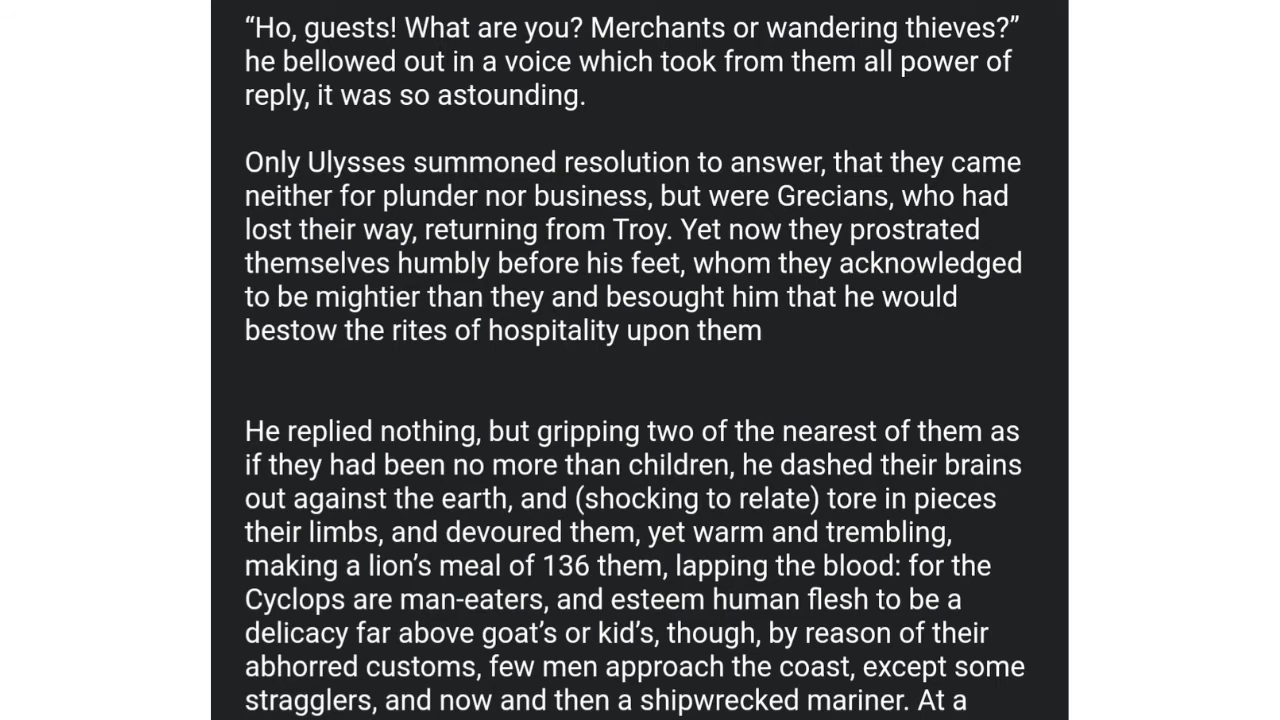 “Ho, guests! What are you? Merchants or wandering thieves?”
he bellowed out in a voice which took from them all power of
reply, it was so astounding.
Only Ulysses summoned resolution to answer, that they came
neither for plunder nor business, but were Grecians, who had
lost their way, returning from Troy. Yet now they prostrated
themselves humbly before his feet, whom they acknowledged
to be mightier than they and besought him that he would
bestow the rites of hospitality upon them
He replied nothing, but gripping two of the nearest of them as
if they had been no more than children, he dashed their brains
out against the earth, and (shocking to relate) tore in pieces
their limbs, and devoured them, yet warm and trembling,
making a lion’s meal of 136 them, lapping the blood: for the
Cyclops are man-eaters, and esteem human flesh to be a
delicacy far above goat’s or kid’s, though, by reason of their
abhorred customs, few men approach the coast, except some
stragglers, and now and then a shipwrecked mariner. At a